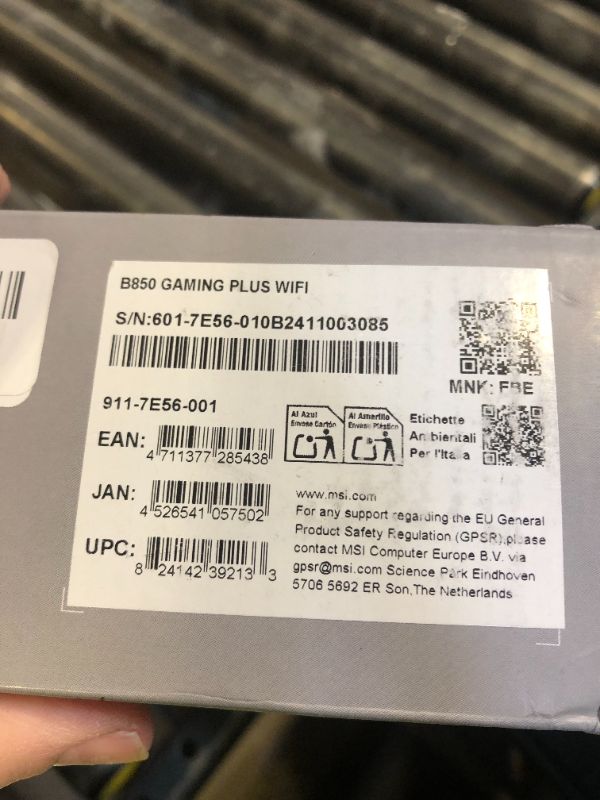 B850 GAMING PLUS WIFI
S/N:601-7E56-010B2411003085
MNK: FBE
911-7E56-001
Al Azul
Envase Cartón
Al Amarillo
Envase Plástico
Etichette
Ambientali
Per l'Italia
EAN:
4 711377 285438
JAN:
4 526541 057502
UPC:
8 24142 39213 3
www.msi.com
For any support regarding the EU General
Product Safety Regulation (GPSR),please
contact MSI Computer Europe B.V. via
gpsr@msi.com Science Park Eindhoven
5706 5692 ER Son,The Netherlands